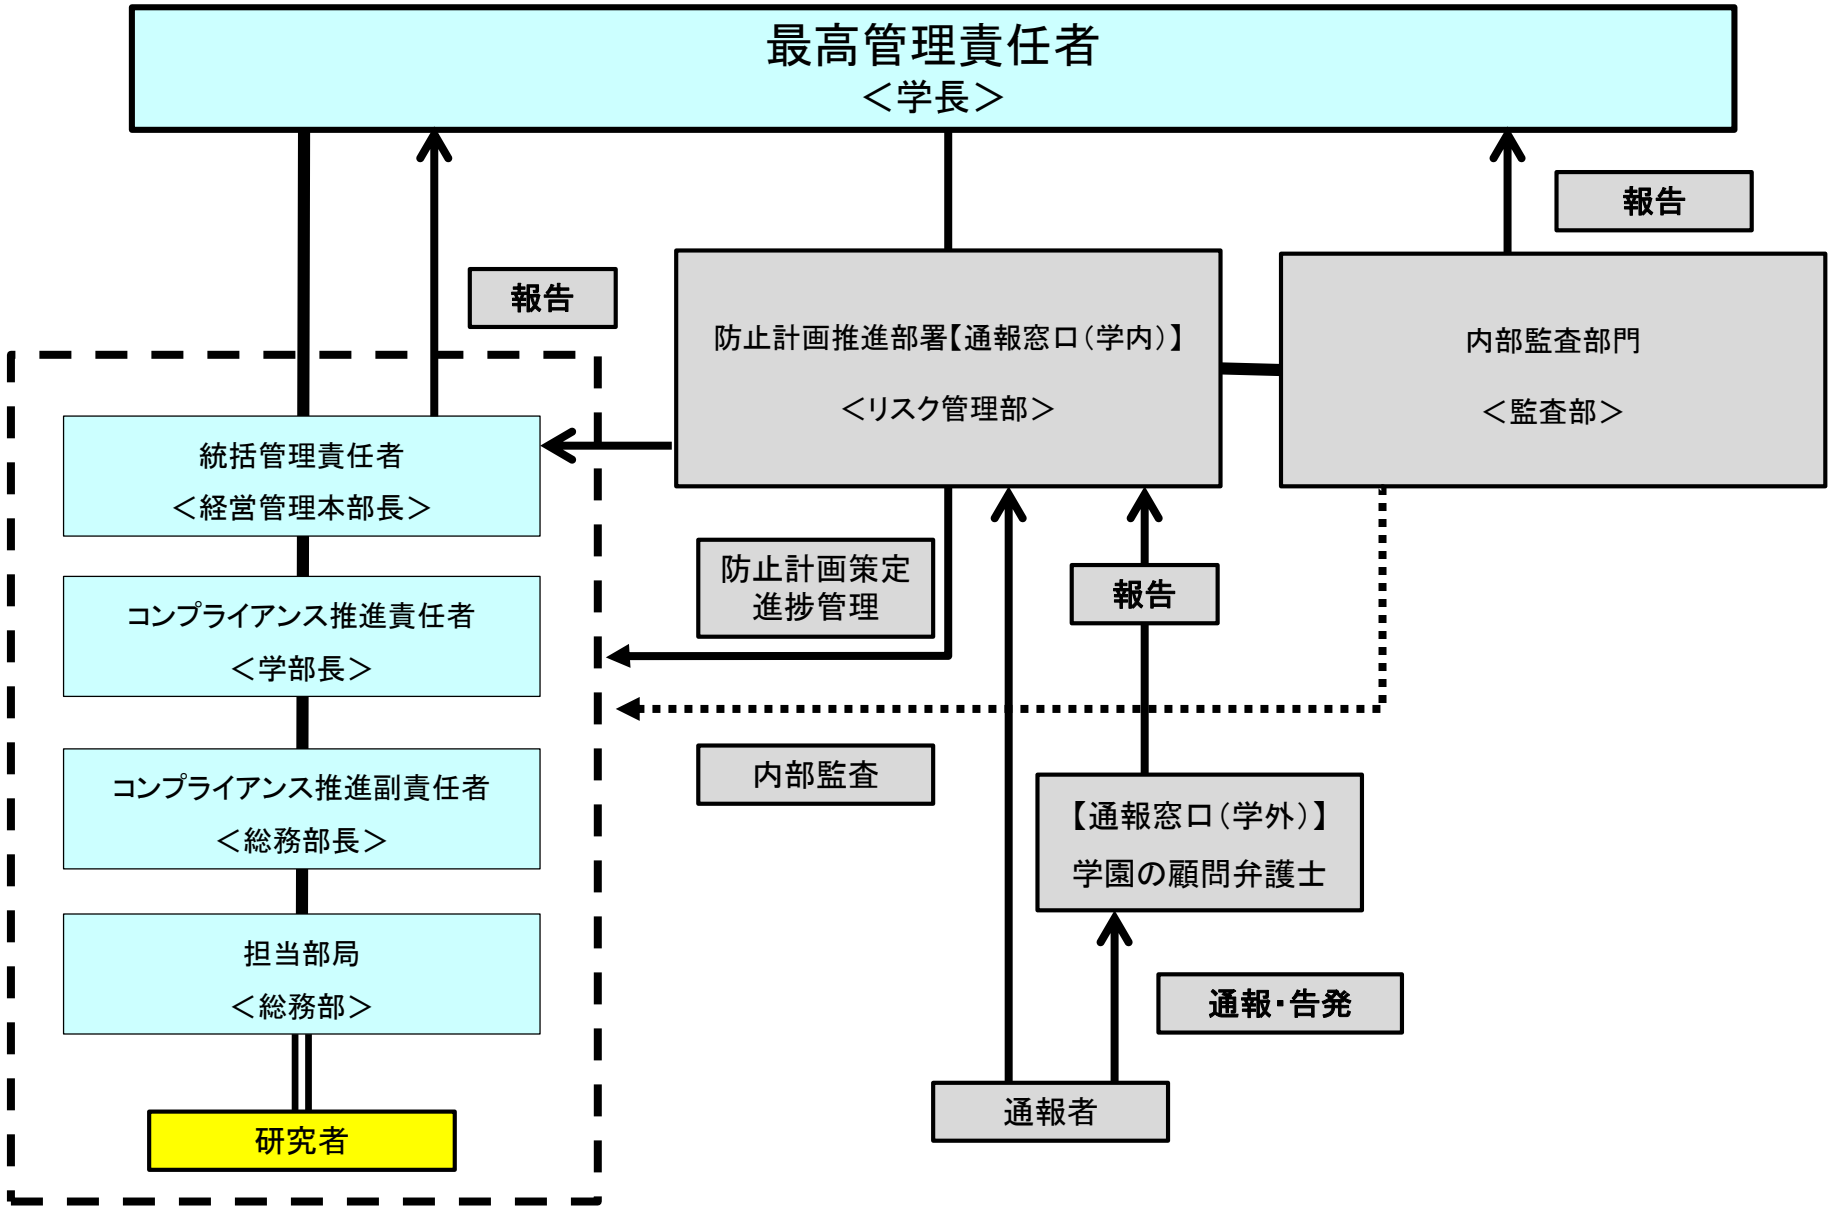 最高管理責任者
＜学長＞
報告
報告
防止計画推進部署【通報窓口（学内）】
＜リスク管理部＞
内部監査部門
＜監査部＞
統括管理責任者
＜経営管理本部長＞
防止計画策定
進捗管理
報告
コンプライアンス推進責任者
＜学部長＞
内部監査
コンプライアンス推進副責任者
＜総務部長＞
【通報窓口（学外）】
学園の顧問弁護士
担当部局
＜総務部＞
通報・告発
通報者
研究者